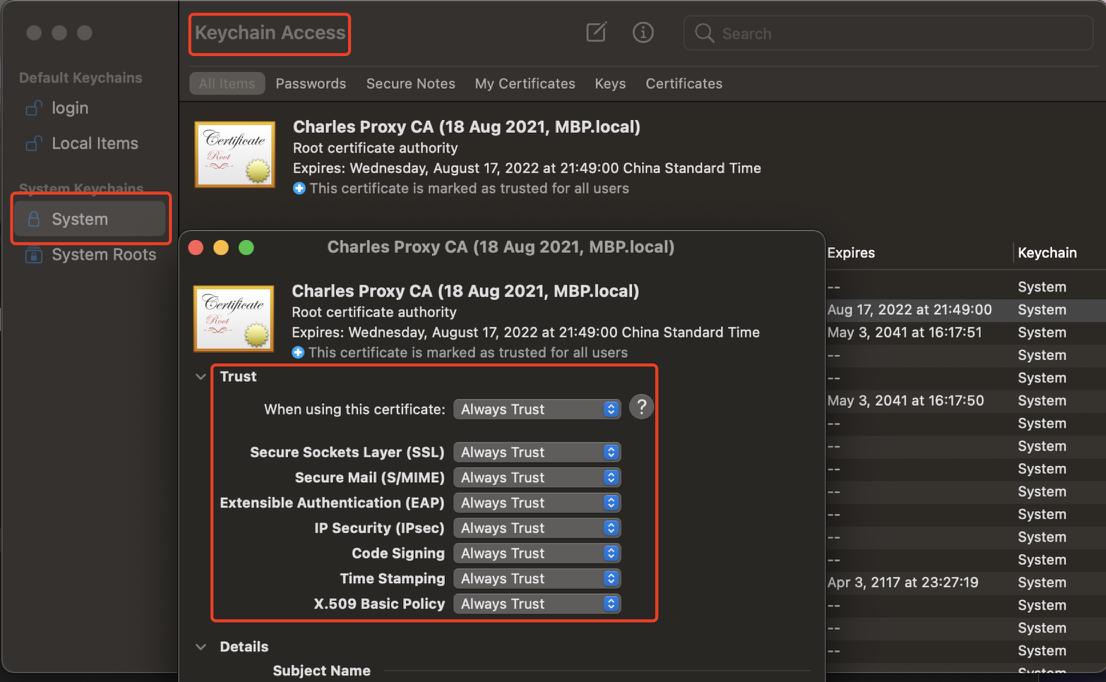 Keychain Access
Search
Default Keychains
login
Local Items
System Keychains
System
System Roots
All Items Passwords Secure Notes My Certificates Keys Certificates
Certificate
Root
Charles Proxy CA (18 Aug 2021, MBP.local)
Root certificate authority
Expires: Wednesday, August 17, 2022 at 21:49:00 China Standard Time
This certificate is marked as trusted for all users
Expires Keychain
-- System
Aug 17, 2022 at 21:49:00 System
May 3, 2041 at 16:17:51 System
-- System
-- System
May 3, 2041 at 16:17:50 System
-- System
-- System
-- System
-- System
-- System
-- System
-- System
Apr 3, 2117 at 23:27:19 System
-- System
-- System
-- System
System
Charles Proxy CA (18 Aug 2021, MBP.local)
Certificate
Root
Charles Proxy CA (18 Aug 2021, MBP.local)
Root certificate authority
Expires: Wednesday, August 17, 2022 at 21:49:00 China Standard Time
This certificate is marked as trusted for all users
Trust
When using this certificate: Always Trust ?
Secure Sockets Layer (SSL) Always Trust
Secure Mail (S/MIME) Always Trust
Extensible Authentication (EAP) Always Trust
IP Security (IPsec) Always Trust
Code Signing Always Trust
Time Stamping Always Trust
X.509 Basic Policy Always Trust
Details
Subject Name